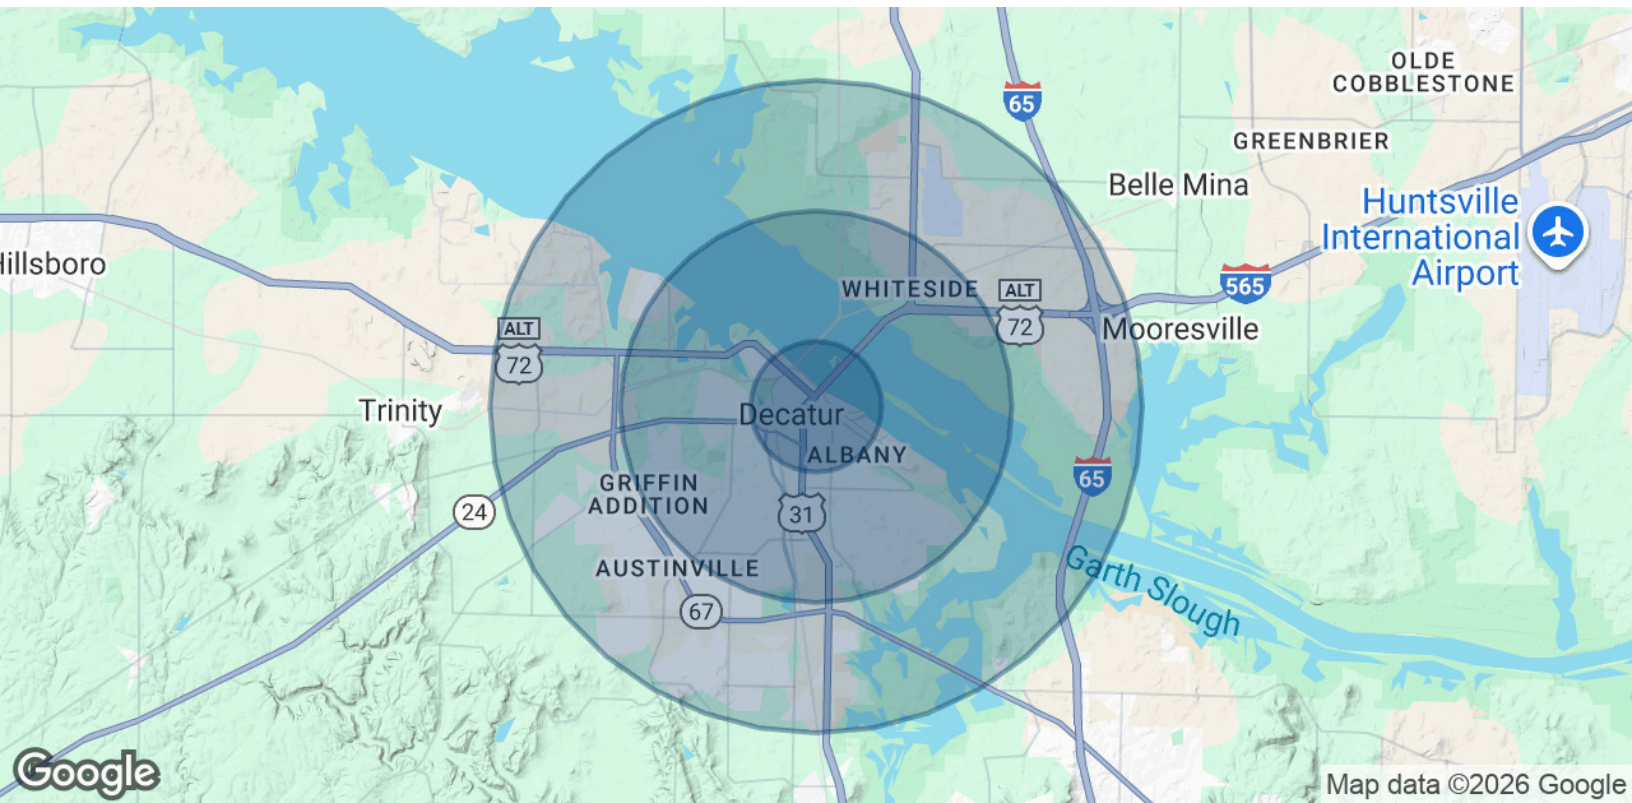 OLDE
COBBLESTONE
65
GREENBRIER
Belle Mina
Huntsville
International
Airport
Hillsboro
WHITESIDE
ALT
72
565
Mooresville
ALT
72
Trinity
Decatur
ALBANY
65
GRIFFIN
ADDITION
24
31
AUSTINVILLE
Garth Slough
67
Google
Map data ©2026 Google